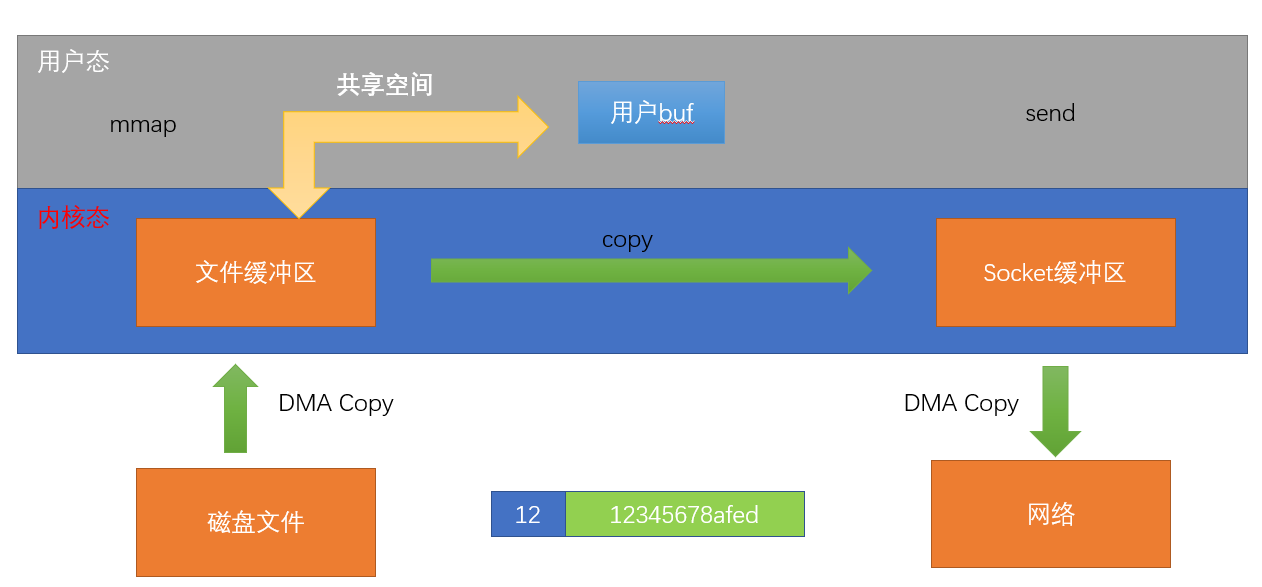 用户态
共享空间
mmap
用户buf
send
内核态
copy
文件缓冲区
Socket缓冲区
DMA Copy
DMA Copy
磁盘文件
12
12345678afed
网络